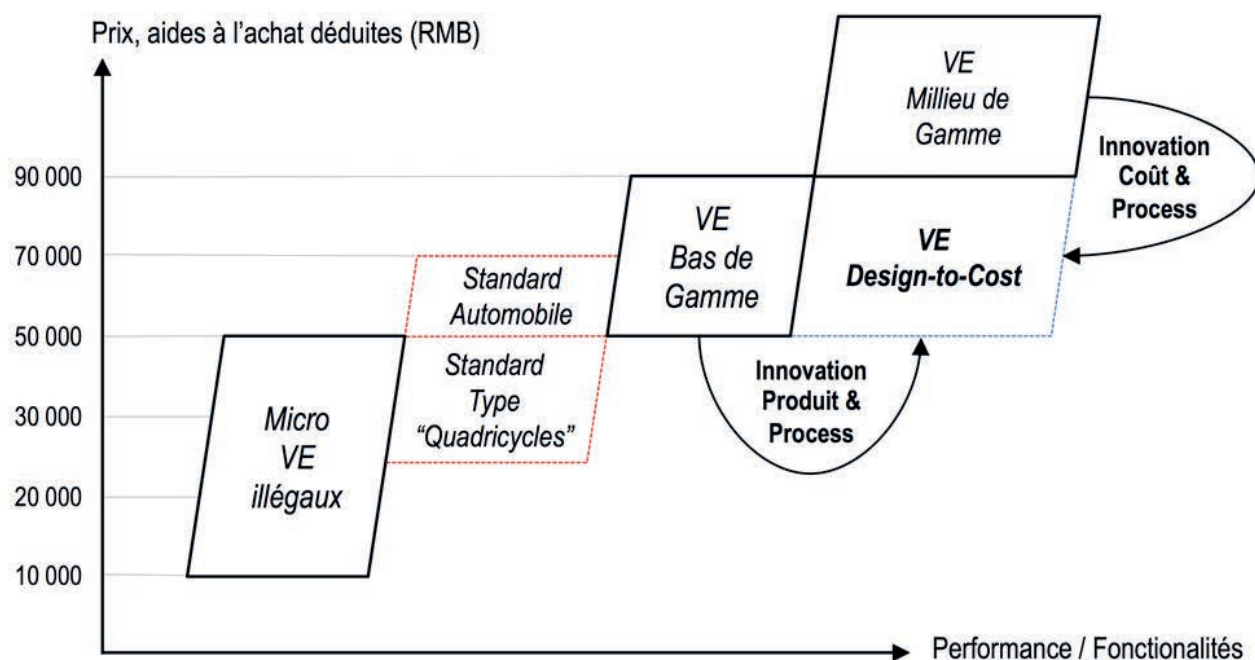 Prix, aides à l’achat déduites (RMB)
90 000
70 000
50 000
30 000
20 000
10 000
Micro
VE
illégaux
Standard
Automobile
Standard
Type
“Quadricycles”
VE
Bas de
Gamme
VE
Millieu de
Gamme
VE
Design-to-Cost
Innovation
Coût &
Process
Innovation
Produit &
Process
Performance / Fonctionalités